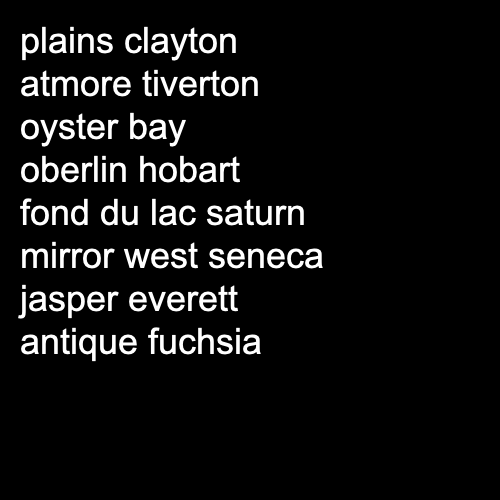 plains clayton
atmore tiverton
oyster bay
oberlin hobart
fond du lac saturn
mirror west seneca
jasper everett
antique fuchsia